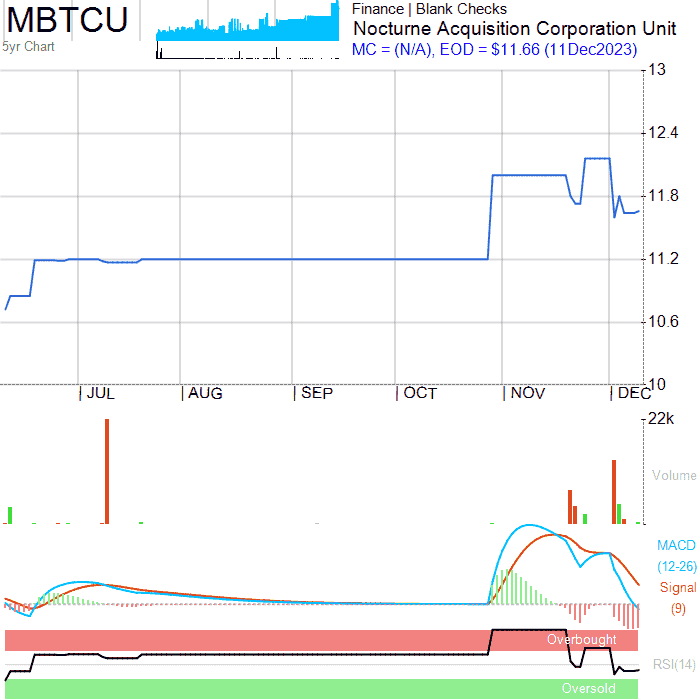 MBTCU
5yr Chart
Finance | Blank Checks
Nocturne Acquisition Corporation Unit
MC = (N/A), EOD = $11.66 (11Dec2023)
13
12.4
11.8
11.2
10.6
10
JUL AUG SEP OCT NOV DEC
22k
Volume
MACD
(12-26)
Signal
(9)
Overbought
RSI(14)
Oversold